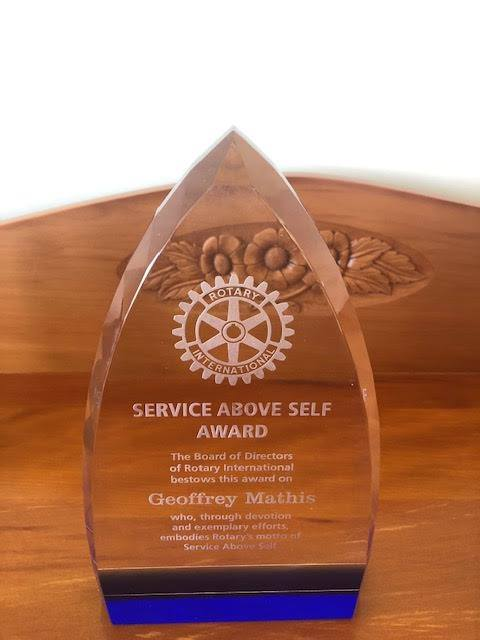 ROTARY
INTERNATIONAL
SERVICE ABOVE SELF
AWARD
The Board of Directors
of Rotary International
bestows this award on
Geoffrey Mathis
who, through devotion
and exemplary efforts,
embodies Rotary's motto of
Service Above Self